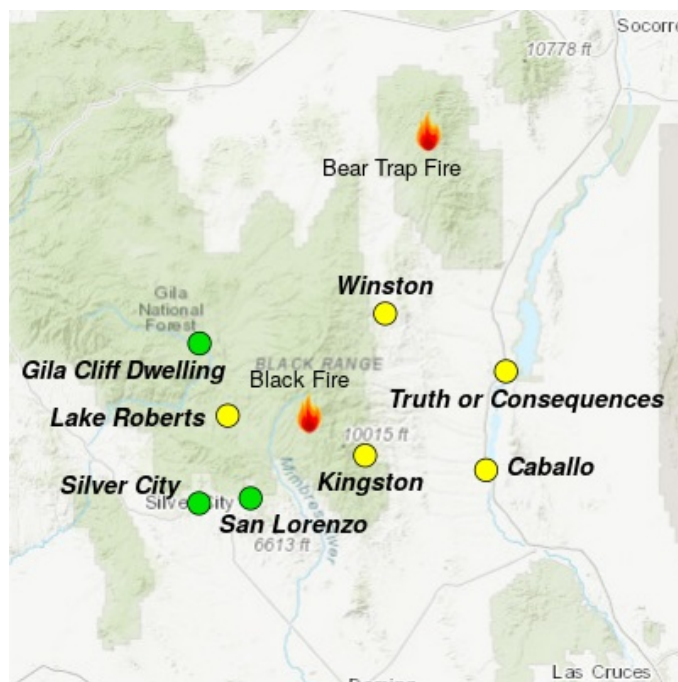 Socorro
10778 ft
Bear Trap Fire
Winston
Gila
National
Forest
Gila Cliff Dwelling
BLACK RANGE
Black Fire
Truth or Consequences
Lake Roberts
10015 ft
Kingston
Caballo
Silver City
Silver City
San Lorenzo
Mimbres River
6613 ft
Las Cruces